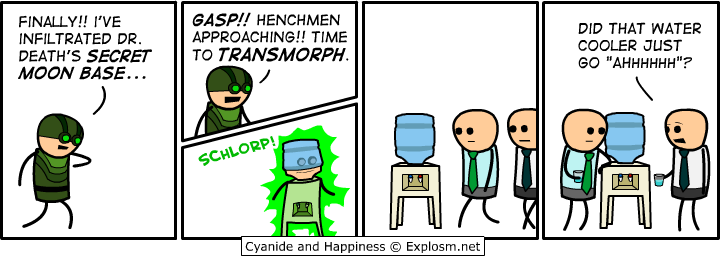 FINALLY!! I'VE
INFILTRATED DR.
DEATH'S SECRET
MOON BASE...
GASP!! HENCHMEN
APPROACHING!! TIME
TO TRANSMORPH.
SCHLORP!
DID THAT WATER
COOLER JUST
GO "AHHHHHH"?
Cyanide and Happiness © Explosm.net